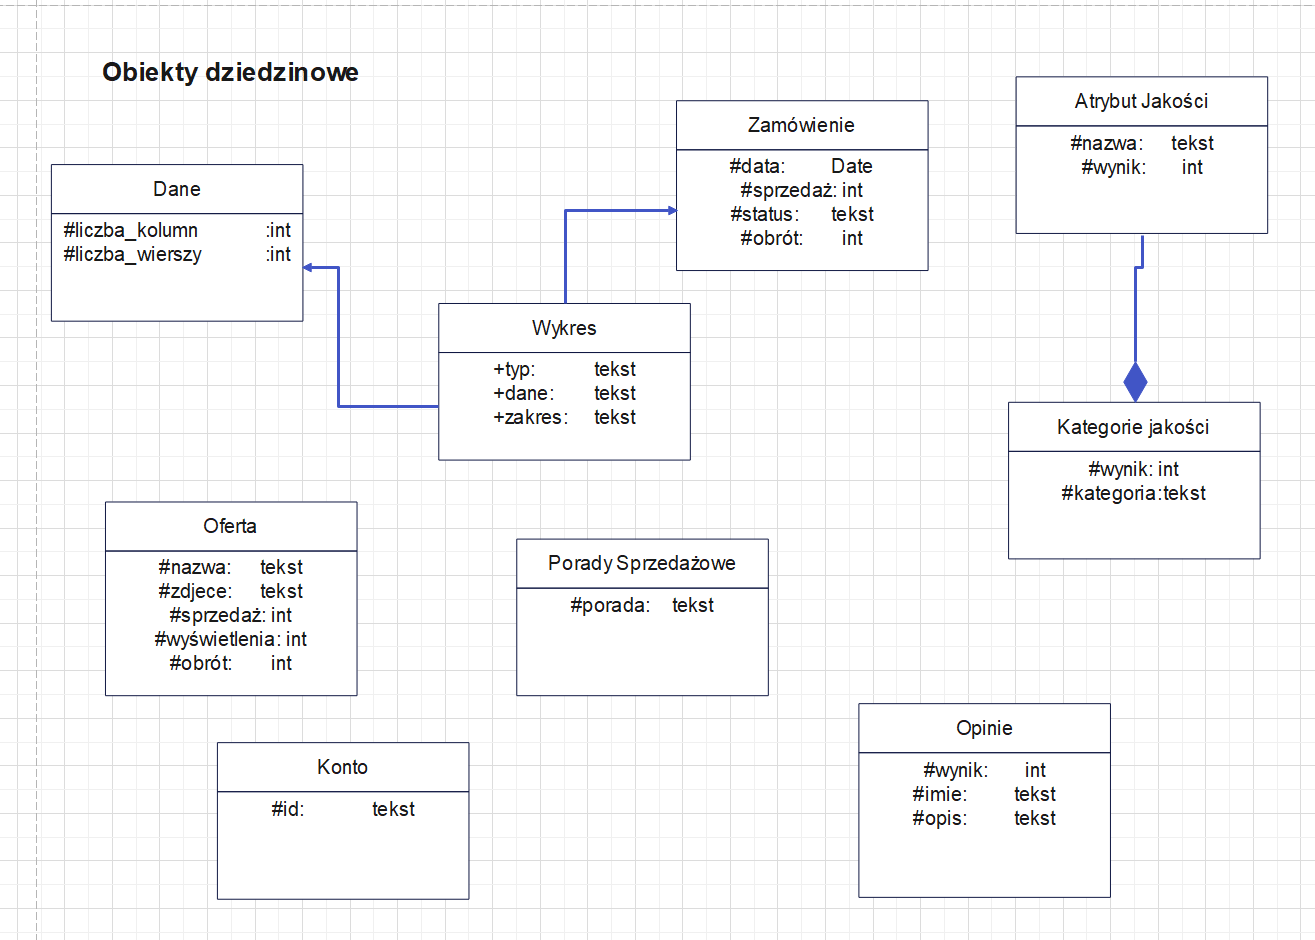 Obiekty dziedzinowe
Dane
#liczba_kolumn :int
#liczba_wierszy :int
Zamówienie
#data: Date
#sprzedaż: int
#status: tekst
#obrót: int
Atrybut Jakości
#nazwa: tekst
#wynik: int
Wykres
+typ: tekst
+dane: tekst
+zakres: tekst
Kategorie jakości
#wynik: int
#kategoria:tekst
Oferta
#nazwa: tekst
#zdjece: tekst
#sprzedaż: int
#wyświetlenia: int
#obrót: int
Porady Sprzedażowe
#porada: tekst
Konto
#id: tekst
Opinie
#wynik: int
#imie: tekst
#opis: tekst